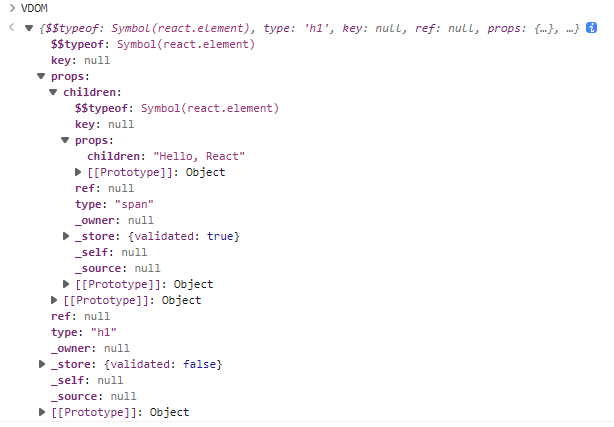 VDOM
{$$typeof: Symbol(react.element), type: 'h1', key: null, ref: null, props: {…}, …} i
$$typeof: Symbol(react.element)
key: null
props:
children:
$$typeof: Symbol(react.element)
key: null
props:
children: "Hello, React"
[[Prototype]]: Object
ref: null
type: "span"
_owner: null
_store: {validated: true}
_self: null
_source: null
[[Prototype]]: Object
[[Prototype]]: Object
ref: null
type: "h1"
_owner: null
_store: {validated: false}
_self: null
_source: null
[[Prototype]]: Object